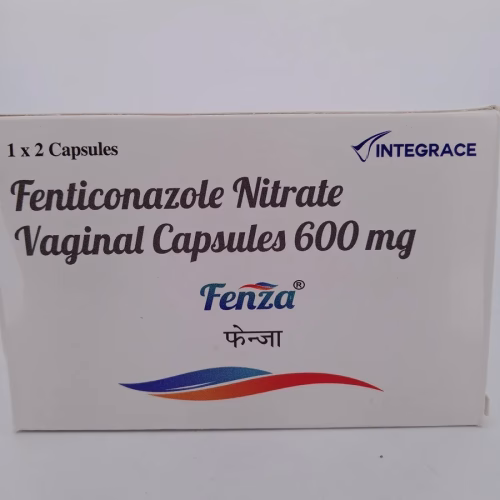 1 x 2 Capsules
INTEGRACE
Fenticonazole Nitrate
Vaginal Capsules 600 mg
Fenza®
फेन्जा